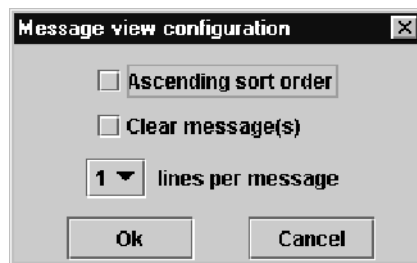 Message view configuration
Ascending sort order
Clear message(s)
1 lines per message
Ok Cancel